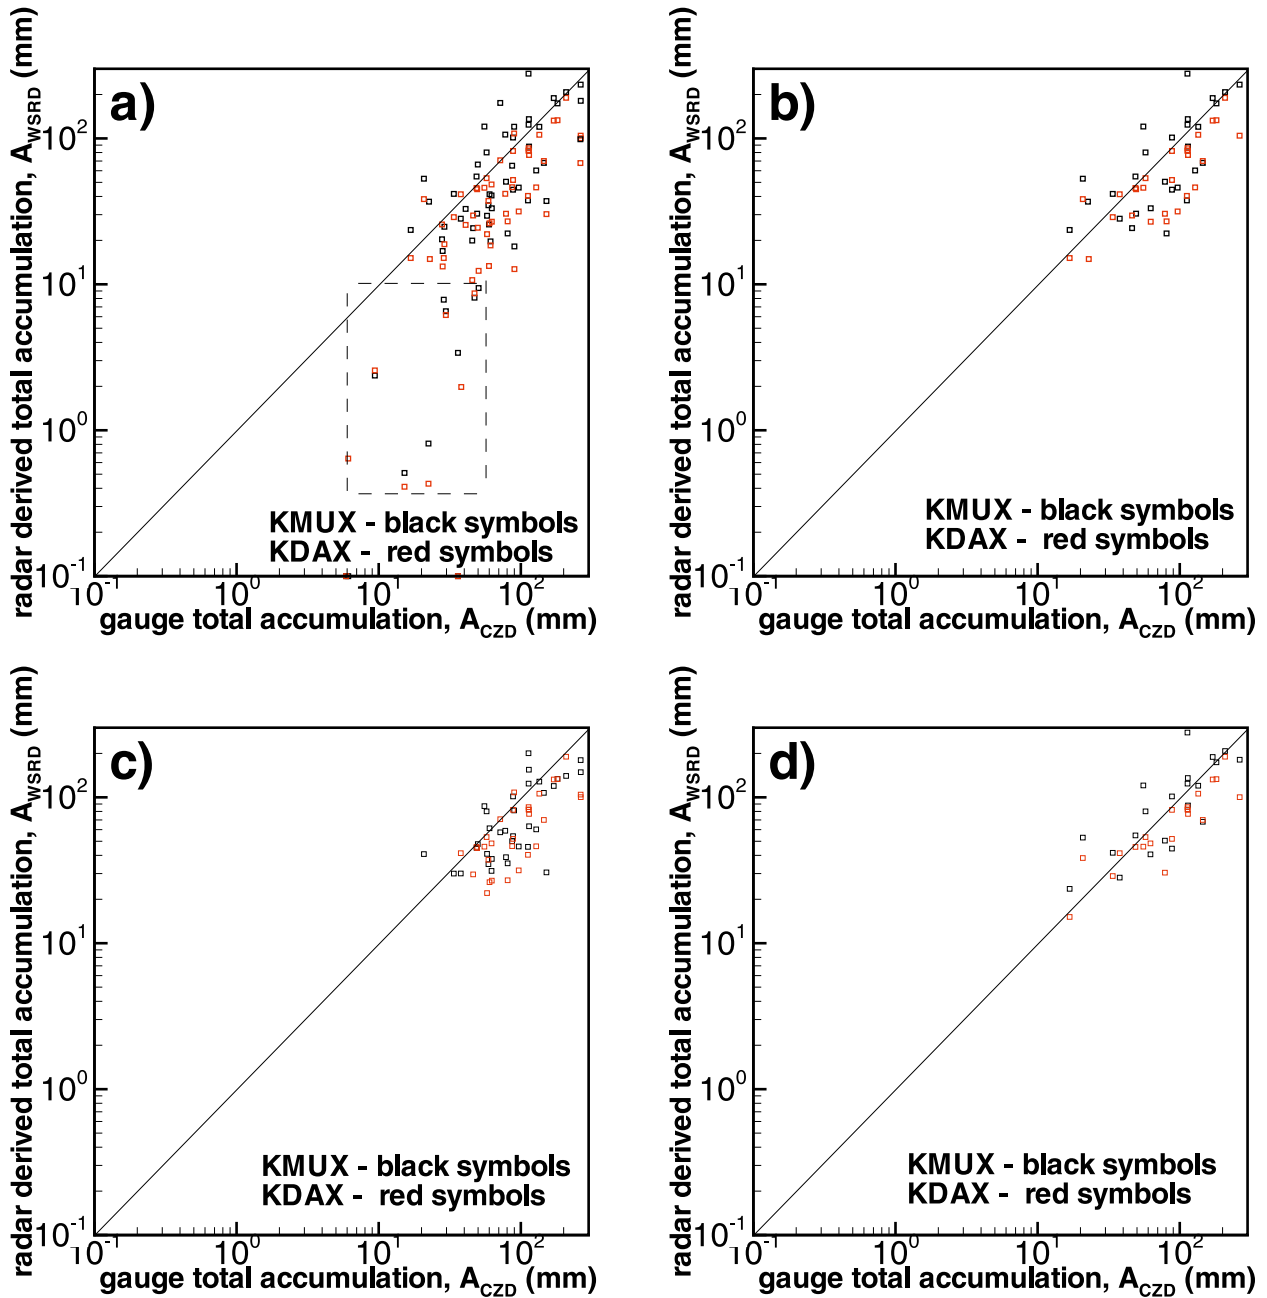 a)
radar derived total accumulation, A_WSRD (mm)
10^2
10^1
10^0
10^-1
KMUX - black symbols
KDAX - red symbols
10^-1 10^0 10^1 10^2
gauge total accumulation, A_CZD (mm)
b)
radar derived total accumulation, A_WSRD (mm)
10^2
10^1
10^0
10^-1
KMUX - black symbols
KDAX - red symbols
10^-1 10^0 10^1 10^2
gauge total accumulation, A_CZD (mm)
c)
radar derived total accumulation, A_WSRD (mm)
10^2
10^1
10^0
10^-1
KMUX - black symbols
KDAX - red symbols
10^-1 10^0 10^1 10^2
gauge total accumulation, A_CZD (mm)
d)
radar derived total accumulation, A_WSRD (mm)
10^2
10^1
10^0
10^-1
KMUX - black symbols
KDAX - red symbols
10^-1 10^0 10^1 10^2
gauge total accumulation, A_CZD (mm)